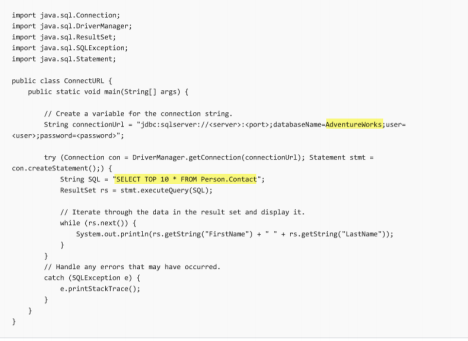 import java.sql.Connection;
import java.sql.DriverManager;
import java.sql.ResultSet;
import java.sql.SQLException;
import java.sql.Statement;

public class ConnectURL {
    public static void main(String[] args) {

        // Create a variable for the connection string.
        String connectionUrl = "jdbc:sqlserver://<server>:<port>;databaseName=AdventureWorks;user=
<user>;password=<password>";

        try (Connection con = DriverManager.getConnection(connectionUrl); Statement stmt =
con.createStatement();) {
            String SQL = "SELECT TOP 10 * FROM Person.Contact";
            ResultSet rs = stmt.executeQuery(SQL);

            // Iterate through the data in the result set and display it.
            while (rs.next()) {
                System.out.println(rs.getString("FirstName") + " " + rs.getString("LastName"));
            }
        }
        // Handle any errors that may have occurred.
        catch (SQLException e) {
            e.printStackTrace();
        }
    }
}